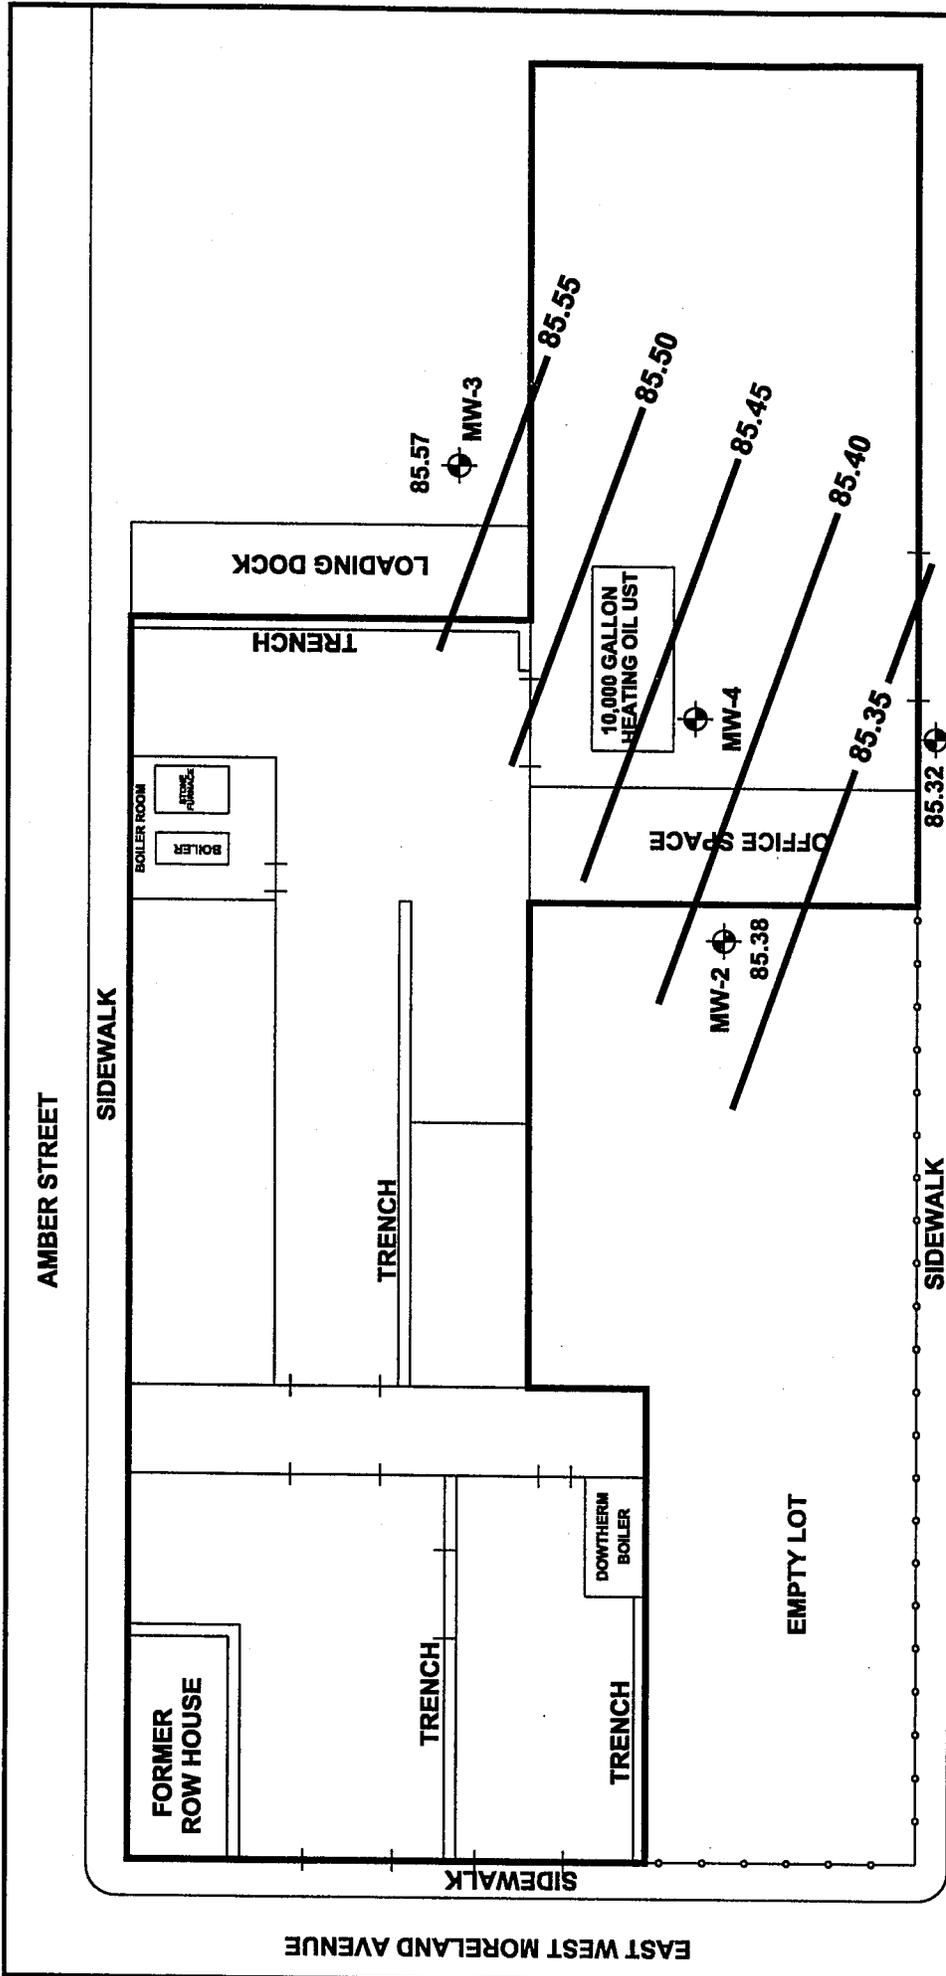 AMBER STREET
SIDEWALK
FORMER
ROW HOUSE
TRENCH
TRENCH
DOWTHERM
BOILER
TRENCH
BOILER ROOM
BOILER
STONE
FURNACE
TRENCH
LOADING DOCK
85.57
MW-3
85.55
85.50
85.45
85.40
85.35
10,000 GALLON
HEATING OIL UST
MW-4
OFFICE SPACE
MW-2
85.38
85.32
EMPTY LOT
SIDEWALK
SIDEWALK
EAST WEST MORELAND AVENUE